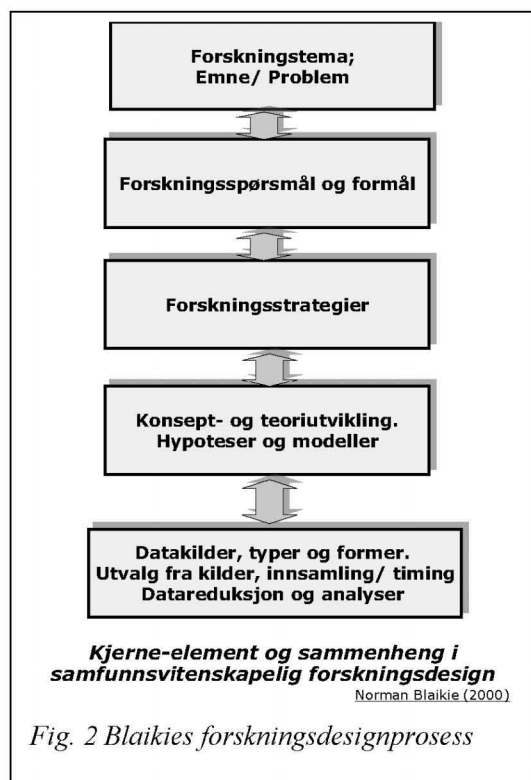 Forskningstema;
Emne/ Problem
Forskningsspørsmål og formål
Forskningsstrategier
Konsept- og teoriutvikling.
Hypoteser og modeller
Datakilder, typer og former.
Utvalg fra kilder, innsamling/ timing
Datareduksjon og analyser
Kjerne-element og sammenheng i
samfunnsvitenskapelig forskningsdesign
Norman Blaikie (2000)
Fig. 2 Blaikies forskningsdesignprosess